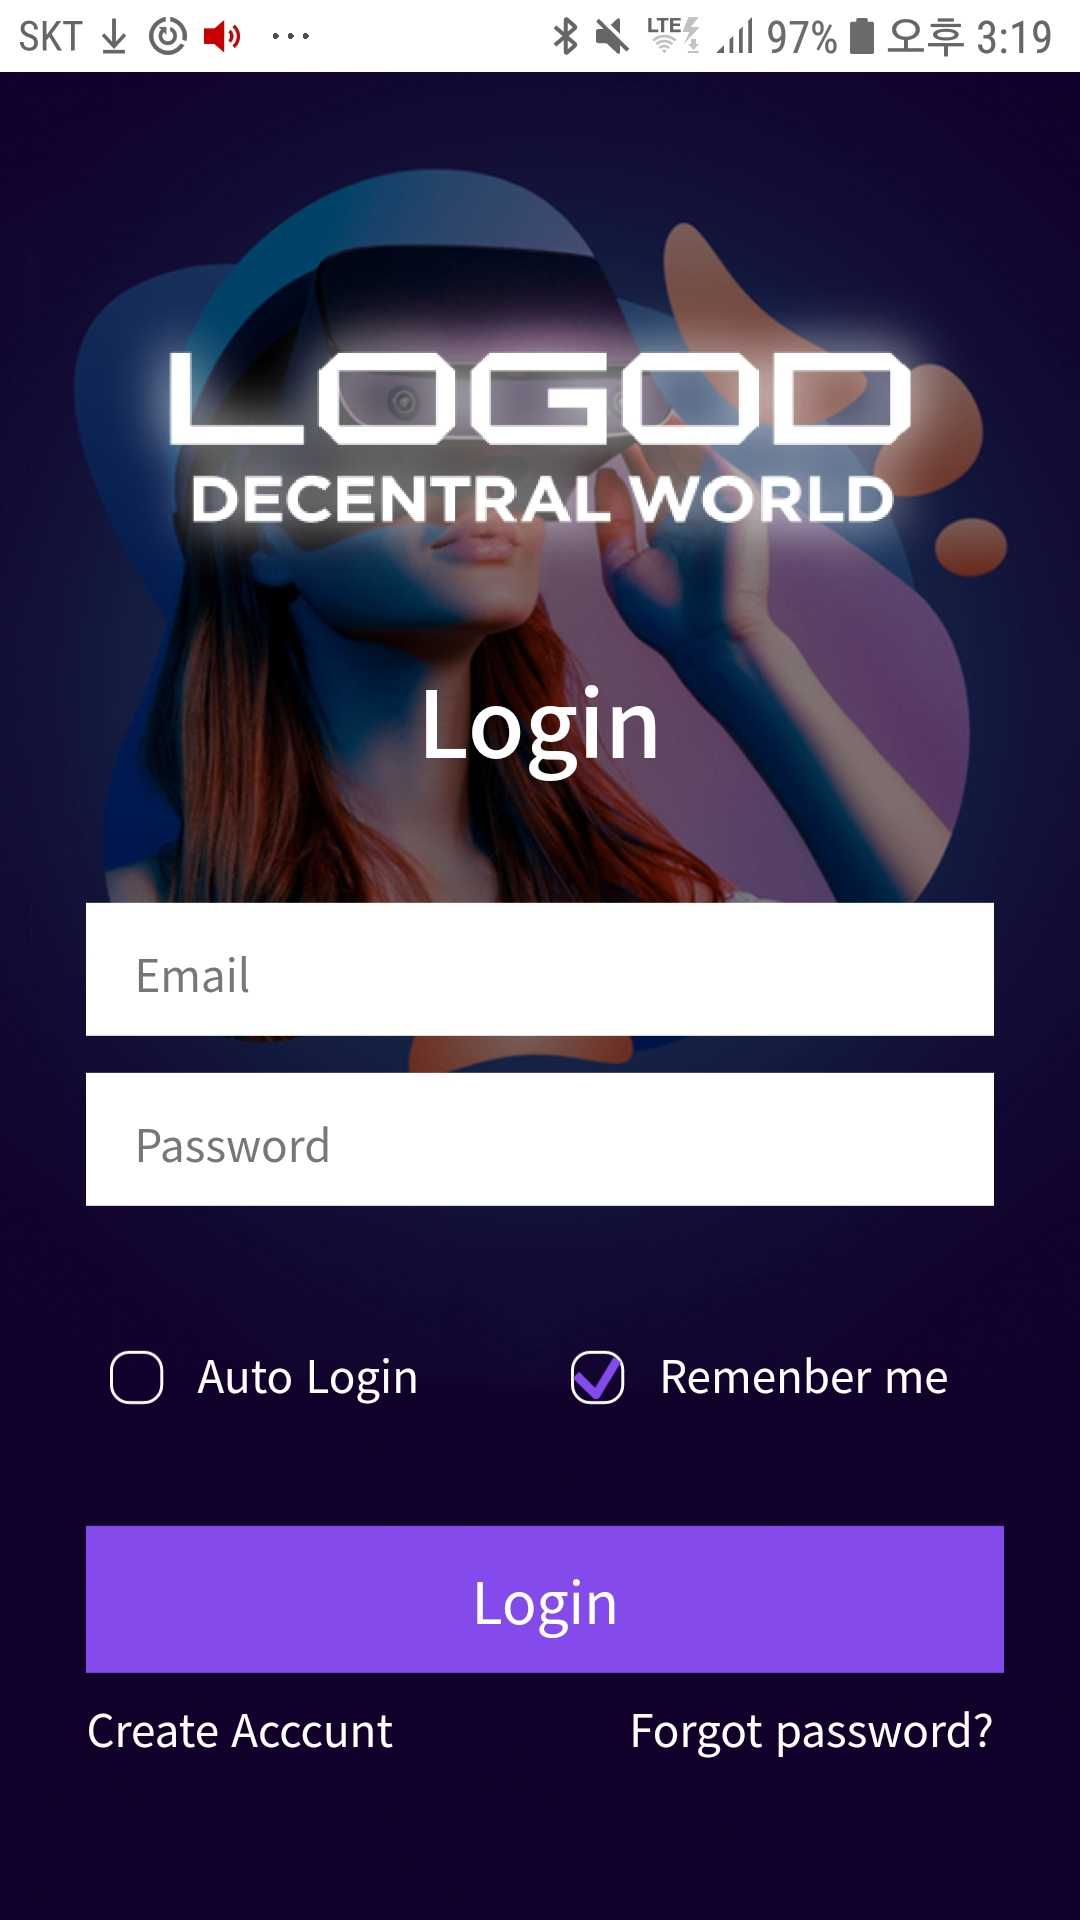 SKT 97% 오후 3:19
LTE
LOGOD
DECENTRAL WORLD
Login
Email
Password
Auto Login Remenber me
Login
Create Acccunt Forgot password?